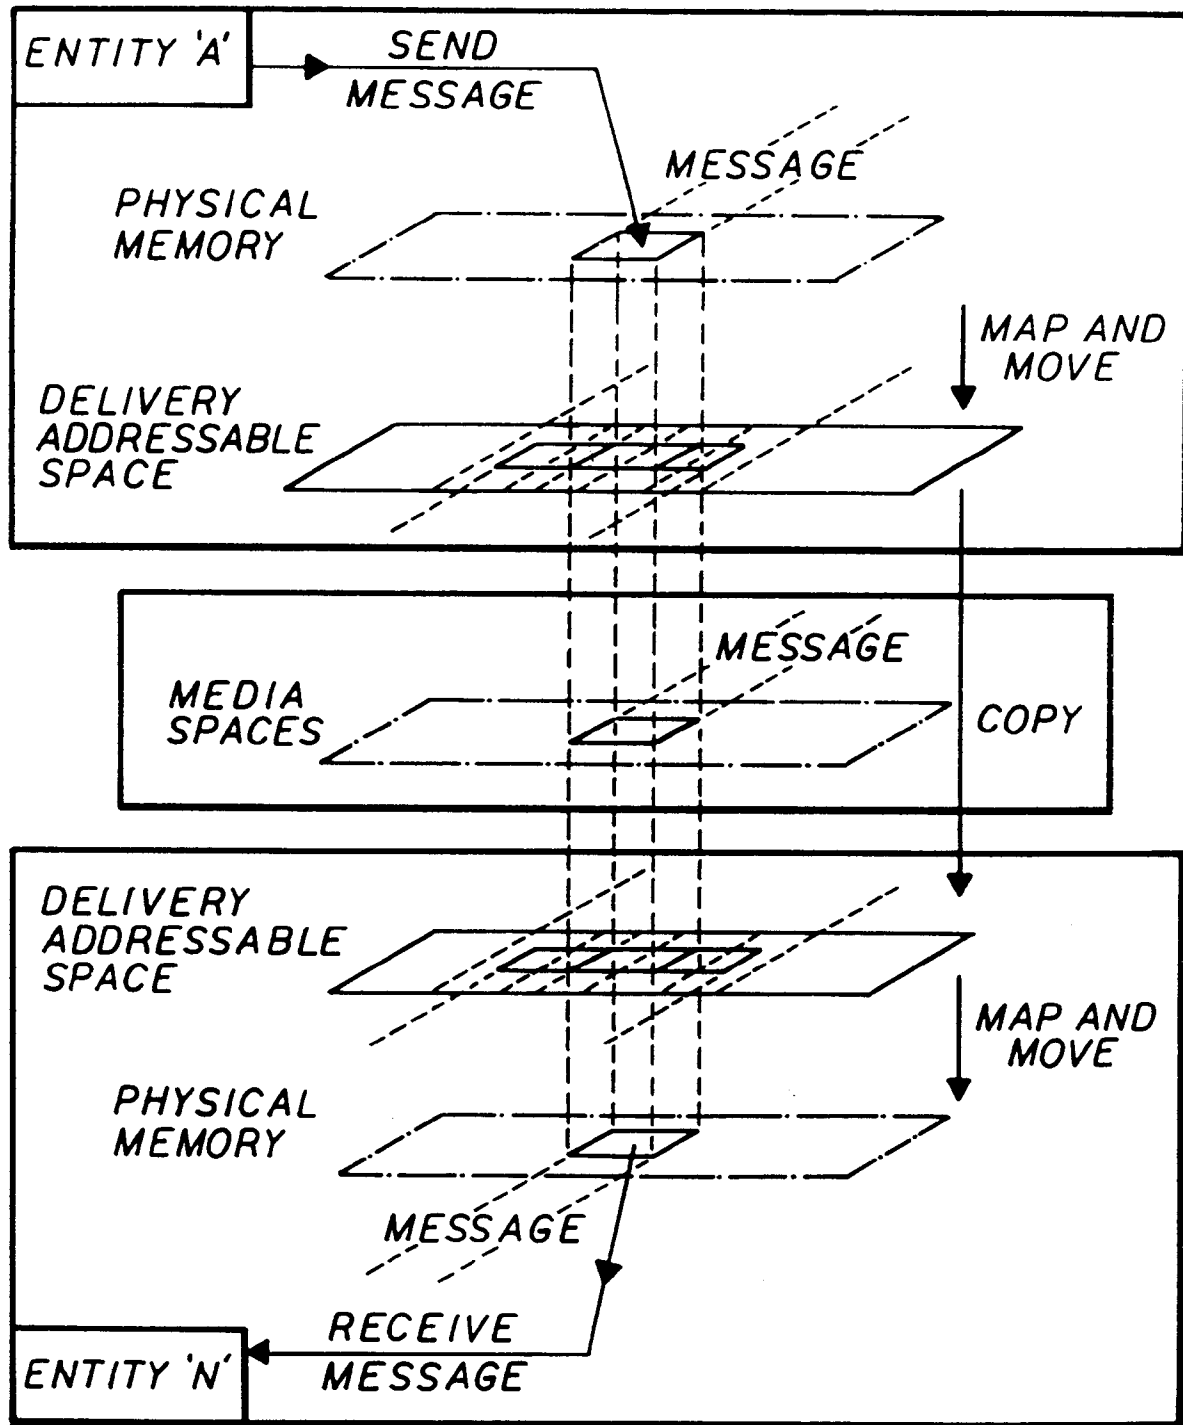 ENTITY 'A'
SEND
MESSAGE
MESSAGE
PHYSICAL
MEMORY
MAP AND
MOVE
DELIVERY
ADDRESSABLE
SPACE
MESSAGE
MEDIA
SPACES
COPY
DELIVERY
ADDRESSABLE
SPACE
MAP AND
MOVE
PHYSICAL
MEMORY
MESSAGE
RECEIVE
MESSAGE
ENTITY 'N'